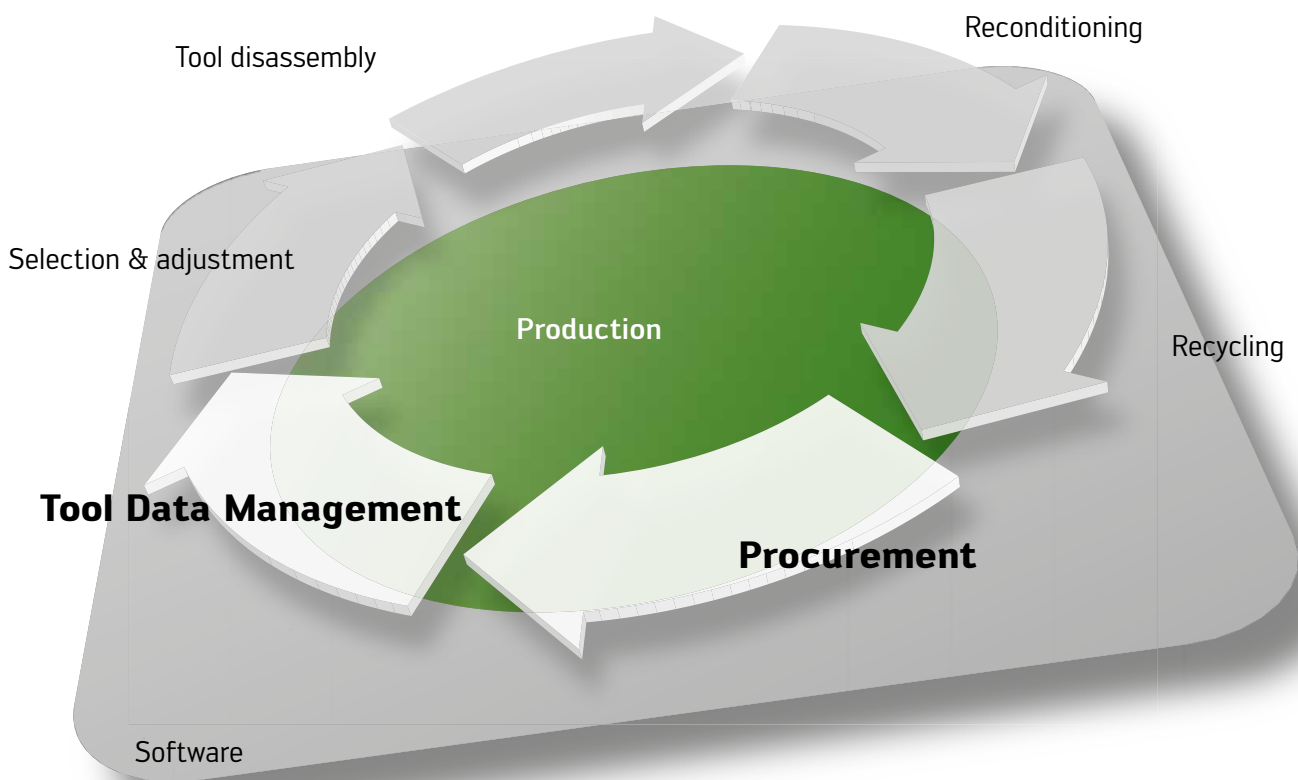 Reconditioning
Tool disassembly
Selection & adjustment
Production
Recycling
Tool Data Management
Procurement
Software